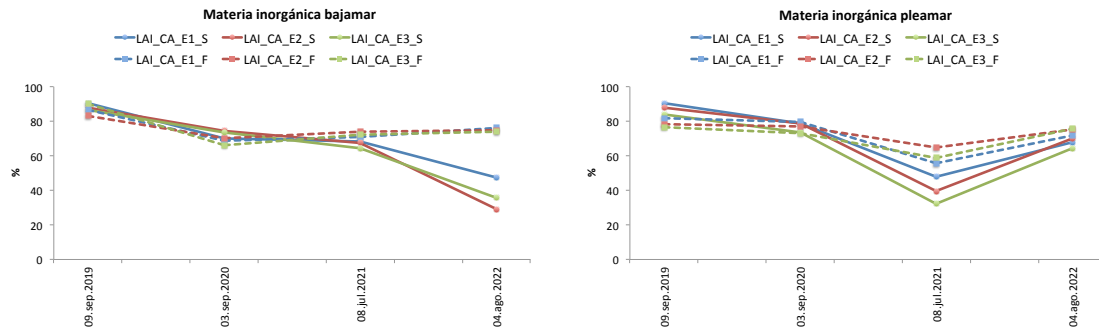 Materia inorgánica bajamar
LAI_CA_E1_S LAI_CA_E2_S LAI_CA_E3_S
LAI_CA_E1_F LAI_CA_E2_F LAI_CA_E3_F
100
80
60
40
20
0
%
09.sep.2019
03.sep.2020
08.jul.2021
04.ago.2022
Materia inorgánica pleamar
LAI_CA_E1_S LAI_CA_E2_S LAI_CA_E3_S
LAI_CA_E1_F LAI_CA_E2_F LAI_CA_E3_F
100
80
60
40
20
0
%
09.sep.2019
03.sep.2020
08.jul.2021
04.ago.2022